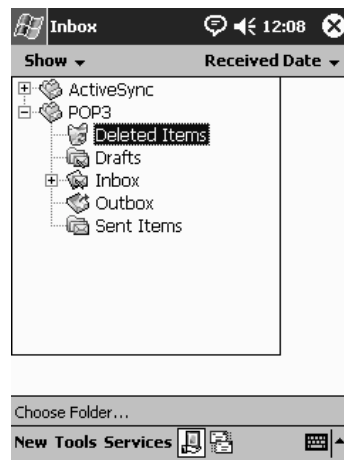 Inbox 12:08
Show Received Date
ActiveSync
POP3
Deleted Items
Drafts
Inbox
Outbox
Sent Items
Choose Folder...
New Tools Services